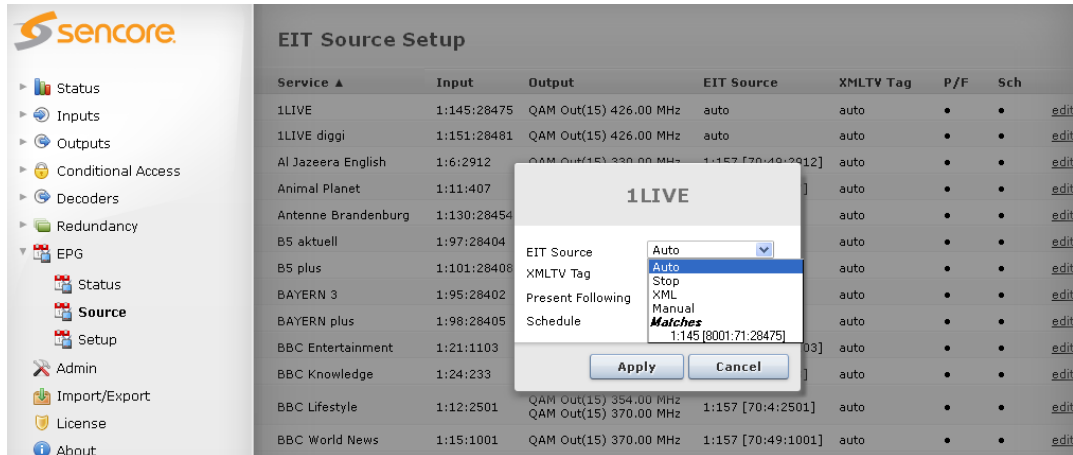 sencore
Status
Inputs
Outputs
Conditional Access
Decoders
Redundancy
EPG
Status
Source
Setup
Admin
Import/Export
License
About
EIT Source Setup
Service ▲ Input Output EIT Source XMLTV Tag P/F Sch
1LIVE 1:145:28475 QAM Out(15) 426.00 MHz auto auto • • edit
1LIVE diggi 1:151:28481 QAM Out(15) 426.00 MHz auto auto • • edit
Al Jazeera English 1:6:2912 QAM Out(15) 330.00 MHz 1:157 [70:49:2912] auto • • edit
Animal Planet 1:11:407 ] auto • • edit
Antenne Brandenburg 1:130:28454 auto • • edit
B5 aktuell 1:97:28404 auto • • edit
B5 plus 1:101:28408 auto • • edit
BAYERN 3 1:95:28402 auto • • edit
BAYERN plus 1:98:28405 auto • • edit
BBC Entertainment 1:21:1103 03] auto • • edit
BBC Knowledge 1:24:233 ] auto • • edit
BBC Lifestyle 1:12:2501 QAM Out(15) 354.00 MHz
QAM Out(15) 370.00 MHz 1:157 [70:4:2501] auto • • edit
BBC World News 1:15:1001 QAM Out(15) 370.00 MHz 1:157 [70:49:1001] auto • • edit
1LIVE
EIT Source Auto
XMLTV Tag
Present Following
Schedule
Auto
Stop
XML
Manual
Matches
1:145 [8001:71:28475]
Apply Cancel